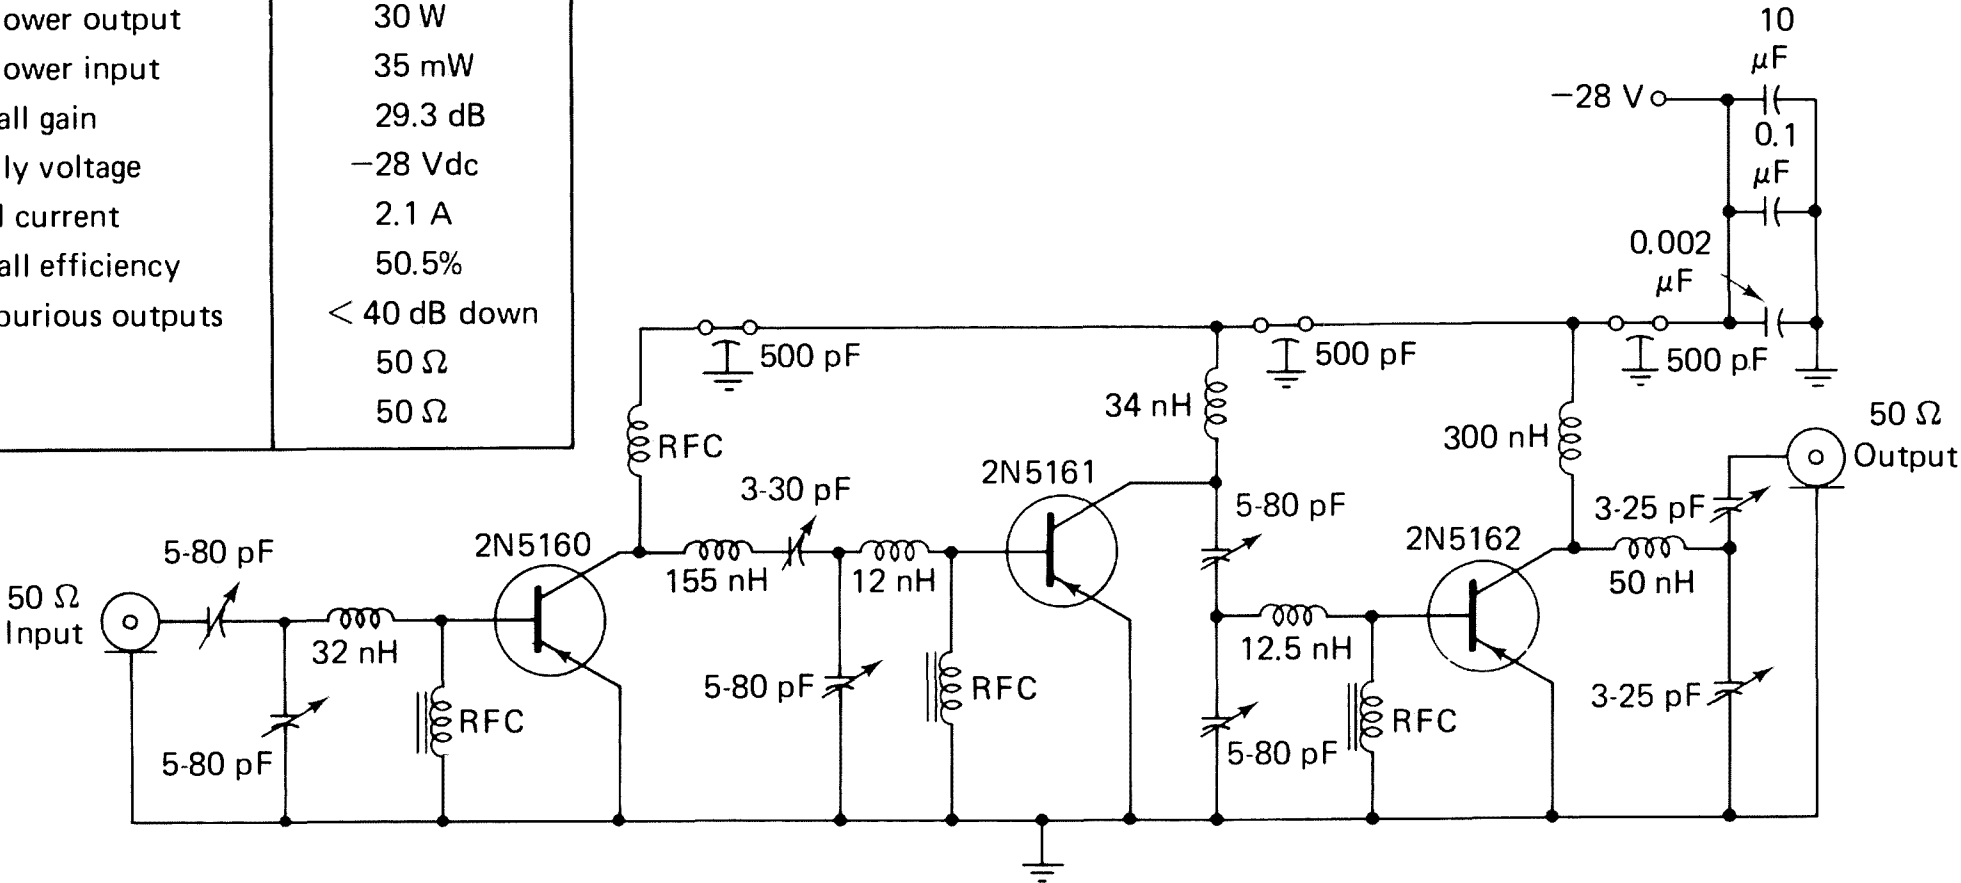 ower output 30 W
ower input 35 mW
all gain 29.3 dB
ly voltage −28 Vdc
l current 2.1 A
all efficiency 50.5%
purious outputs < 40 dB down
50 Ω
50 Ω
10
μF
−28 V
0.1
μF
0.002
μF
500 pF
500 pF
500 pF
RFC
34 nH
300 nH
50 Ω
Output
2N5161
3-30 pF
5-80 pF
3-25 pF
2N5160
2N5162
5-80 pF
155 nH
12 nH
50 nH
50 Ω
Input
32 nH
12.5 nH
5-80 pF
RFC
3-25 pF
RFC
RFC
5-80 pF
5-80 pF